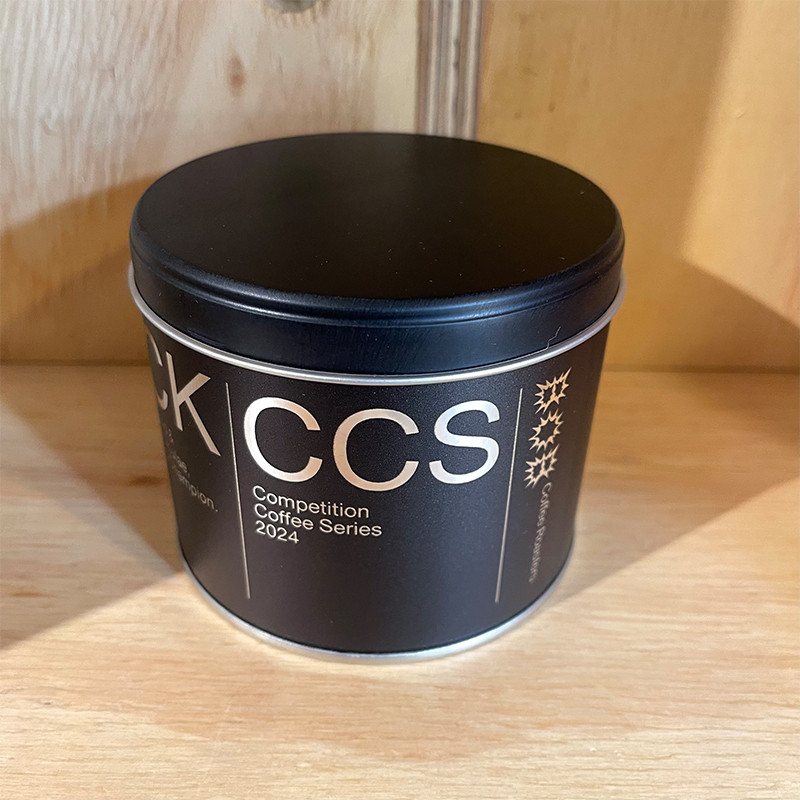 CK
&
Champion.
CCS
Competition
Coffee Series
2024
Coffee Roasters